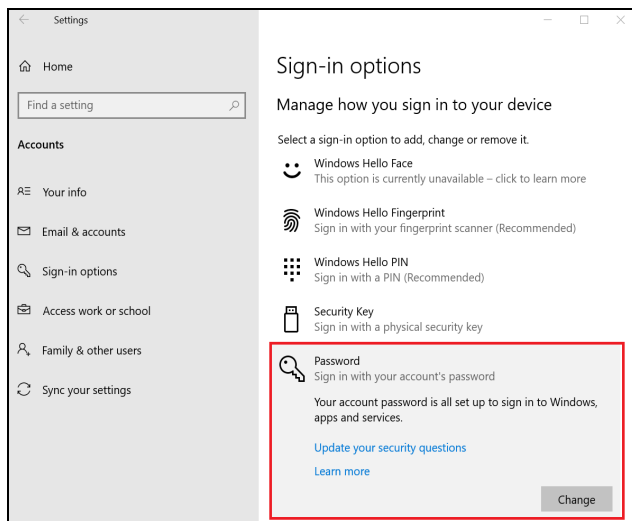 Settings
Home
Find a setting
Accounts
Your info
Email & accounts
Sign-in options
Access work or school
Family & other users
Sync your settings
Sign-in options
Manage how you sign in to your device
Select a sign-in option to add, change or remove it.
Windows Hello Face
This option is currently unavailable – click to learn more
Windows Hello Fingerprint
Sign in with your fingerprint scanner (Recommended)
Windows Hello PIN
Sign in with a PIN (Recommended)
Security Key
Sign in with a physical security key
Password
Sign in with your account's password
Your account password is all set up to sign in to Windows,
apps and services.
Update your security questions
Learn more
Change